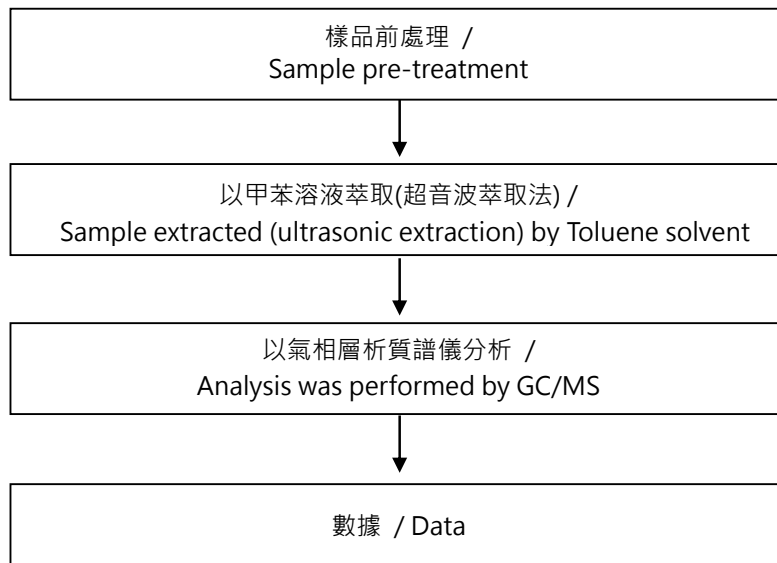 樣品前處理 /
Sample pre-treatment
以甲苯溶液萃取(超音波萃取法) /
Sample extracted (ultrasonic extraction) by Toluene solvent
以氣相層析質譜儀分析 /
Analysis was performed by GC/MS
數據 / Data